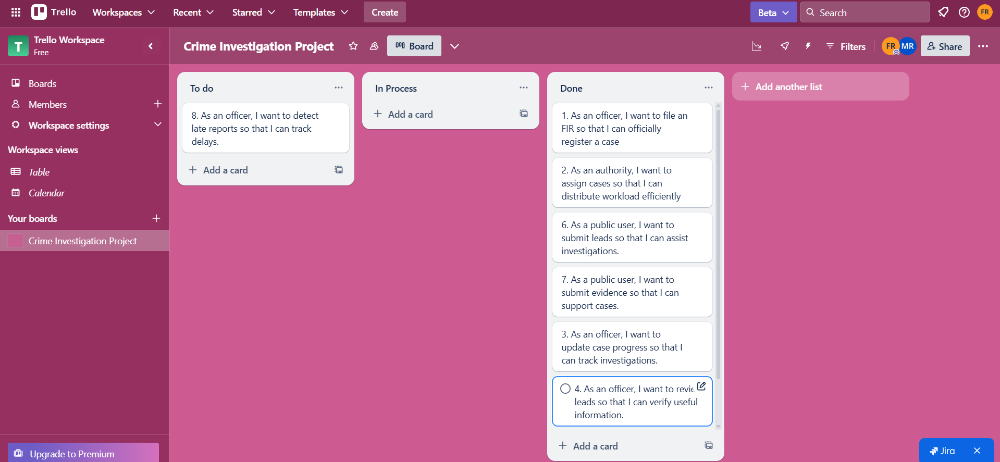 Trello
Workspaces
Recent
Starred
Templates
Create
Beta
Search
FR
T
Trello Workspace
Free
Crime Investigation Project
Board
Filters
FR
MR
Share
Boards
Members
Workspace settings
Workspace views
Table
Calendar
Your boards
Crime Investigation Project
Upgrade to Premium
To do
8. As an officer, I want to detect
late reports so that I can track
delays.
Add a card
In Process
Add a card
Done
1. As an officer, I want to file an
FIR so that I can officially
register a case
2. As an authority, I want to
assign cases so that I can
distribute workload efficiently
6. As a public user, I want to
submit leads so that I can assist
investigations.
7. As a public user, I want to
submit evidence so that I can
support cases.
3. As an officer, I want to
update case progress so that I
can track investigations.
4. As an officer, I want to revie
leads so that I can verify useful
information.
Add a card
Add another list
Jira